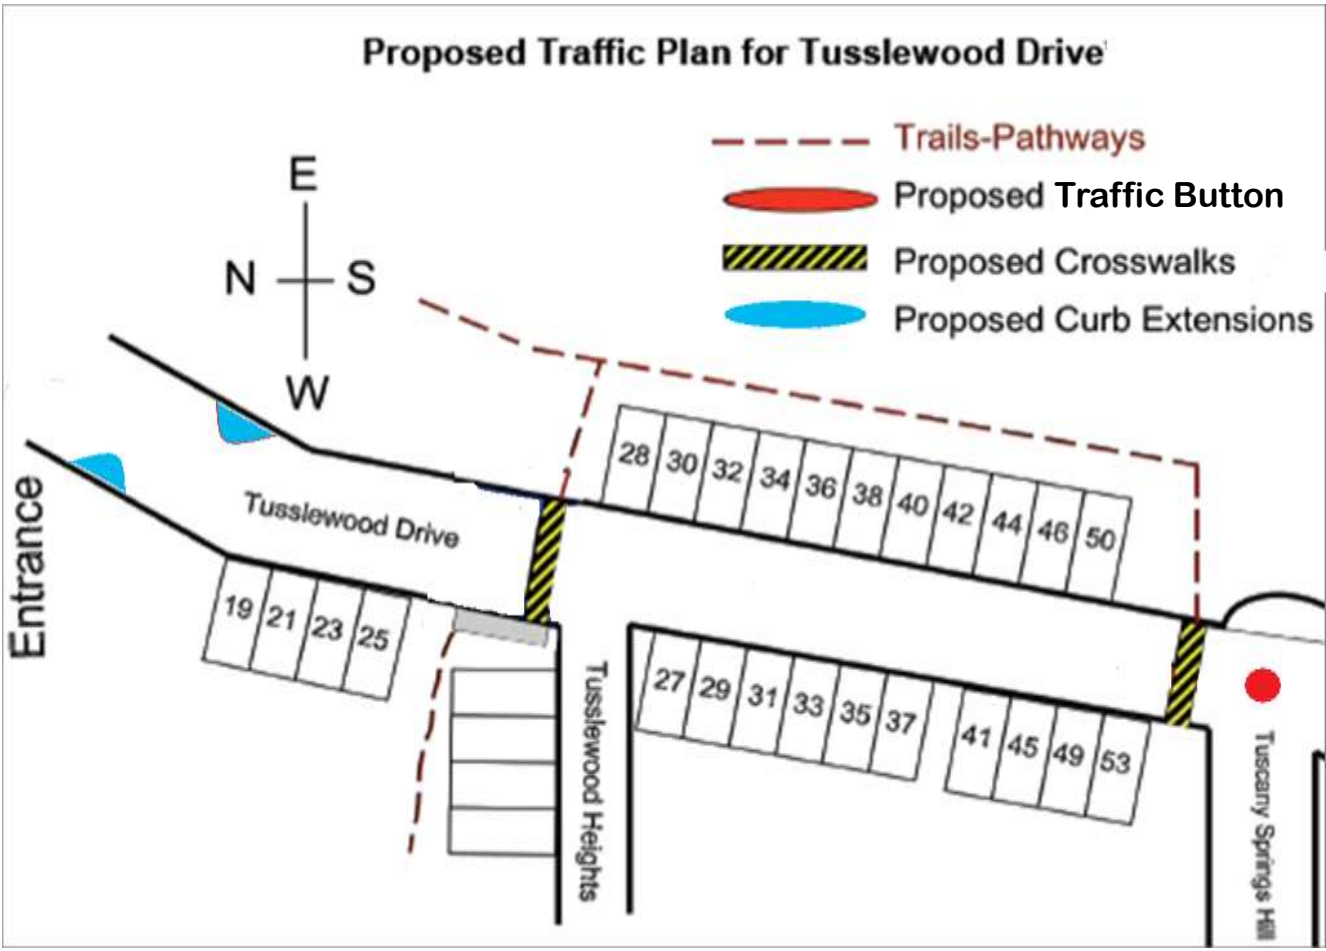 Proposed Traffic Plan for Tusslewood Drive
Trails-Pathways
Proposed Traffic Button
Proposed Crosswalks
Proposed Curb Extensions
E
N S
W
Entrance
Tusslewood Drive
28 30 32 34 36 38 40 42 44 46 50
19 21 23 25
27 29 31 33 35 37
41 45 49 53
Tusslewood Heights
Tuscany Springs Hill